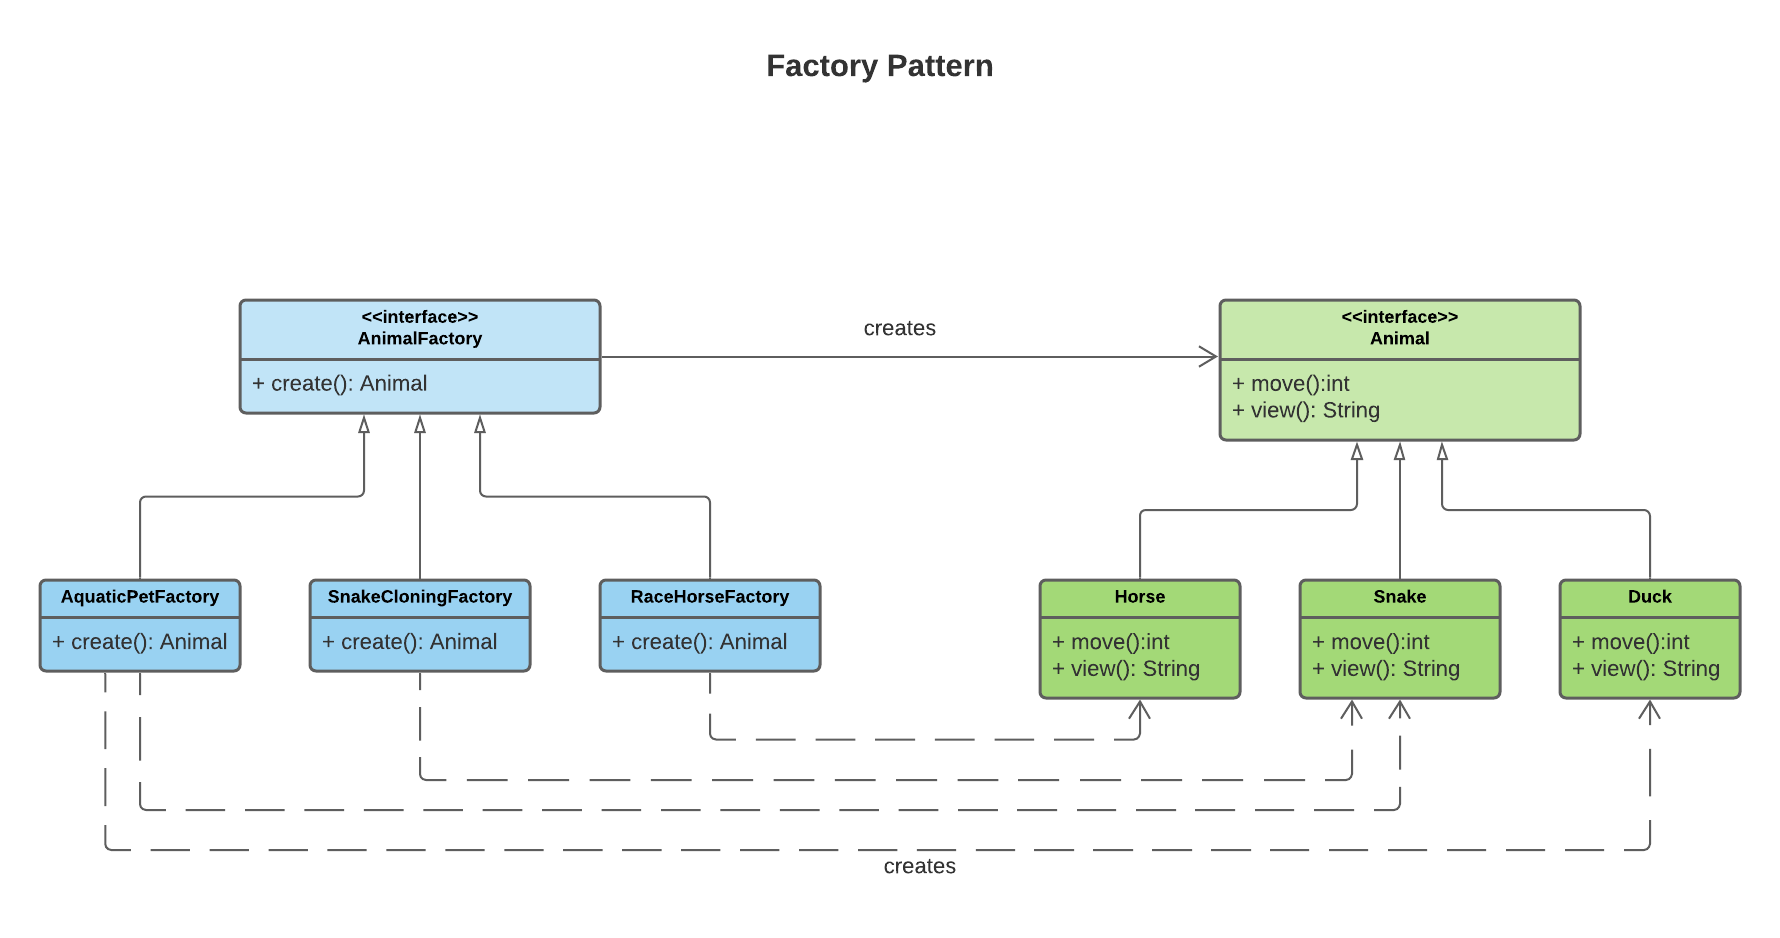 Factory Pattern
<<interface>>
AnimalFactory
+ create(): Animal
creates
<<interface>>
Animal
+ move():int
+ view(): String
AquaticPetFactory
+ create(): Animal
SnakeCloningFactory
+ create(): Animal
RaceHorseFactory
+ create(): Animal
Horse
+ move():int
+ view(): String
Snake
+ move():int
+ view(): String
Duck
+ move():int
+ view(): String
creates